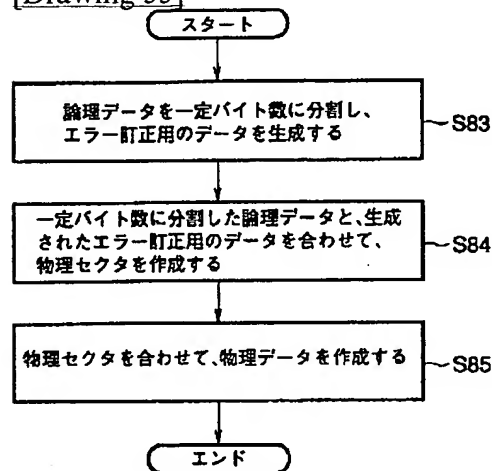 スタート
論理データを一定バイト数に分割し、
エラー訂正用のデータを生成する
S83
一定バイト数に分割した論理データと、生成
されたエラー訂正用のデータを合わせて、
物理セクタを作成する
S84
物理セクタを合わせて、物理データを作成する
S85
エンド